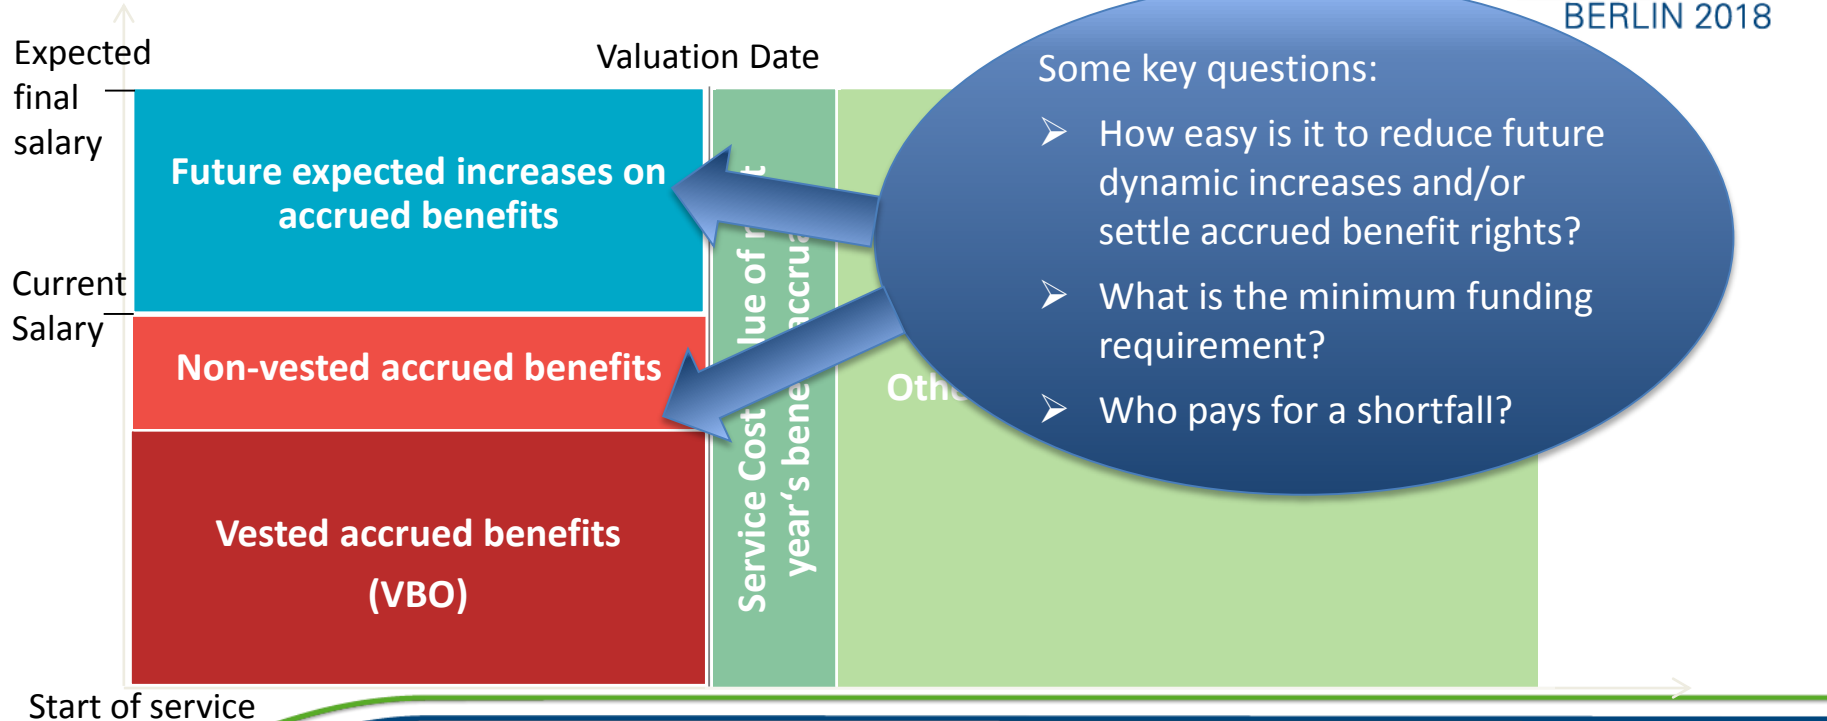 BERLIN 2018
Expected
final
salary
Valuation Date
Some key questions:
➢ How easy is it to reduce future
dynamic increases and/or
settle accrued benefit rights?
➢ What is the minimum funding
requirement?
➢ Who pays for a shortfall?
Future expected increases on
accrued benefits
Current
Salary
Non-vested accrued benefits
Vested accrued benefits
(VBO)
Service Cost
year‘s
Start of service